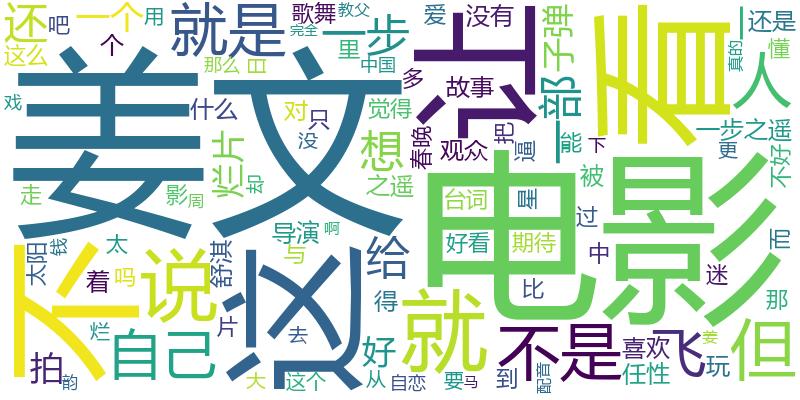 还
吧
一个
用
就是
歌舞
教父
完全
爱
没有
让
子弹
看
还是
懂
真的
这么
个
一步
里
那么
日
中国
多
故事
一部
人
戏
姜文
什么
对
只
没
觉得
春晚
观众
把
逼
能
下
一步之遥
更
不好
烂片
却
想
之遥
走
影
周
电影
台词
星
被
不
太阳
钱
太
导演
啊
好看
期待
过
而
着
吗
说
舒淇
与
这
给
得
比
中
迷
那
就
但
拍
烂
韵
自己
片
去
大
这个
好
从
自恋
要
马
到
不是
配音
喜欢
任性
飞
姜
玩